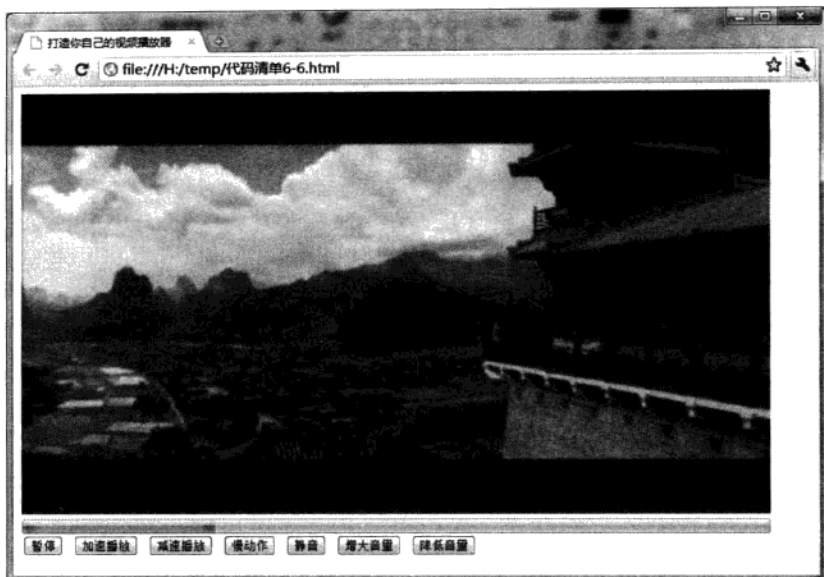 打造你自己的视频播放器
file:///H:/temp/代码清单6-6.html
暂停 加速播放 减速播放 慢动作 静音 增大音量 降低音量